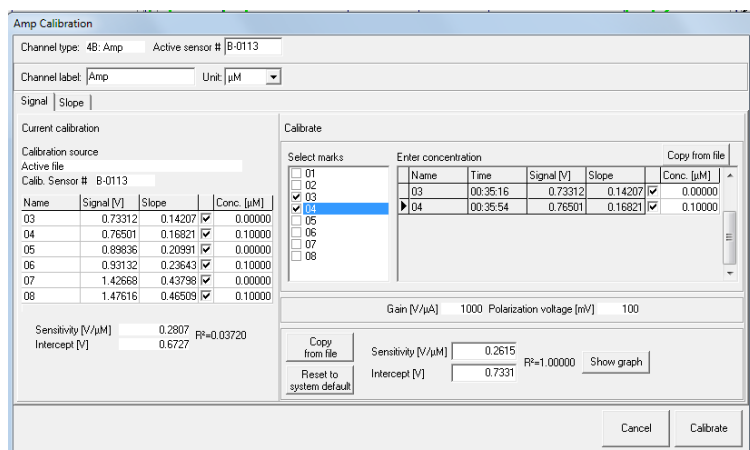 Amp Calibration
Channel type: 4B: Amp Active sensor # B-0113
Channel label: Amp Unit: µM
Signal Slope
Current calibration
Calibration source
Active file
Calib. Sensor # B-0113
Name Signal [V] Slope Conc. [µM]
03 0.73312 0.14207 0.00000
04 0.76501 0.16821 0.10000
05 0.89836 0.20991 0.00000
06 0.93132 0.23643 0.10000
07 1.42668 0.43798 0.00000
08 1.47616 0.46509 0.10000
Sensitivity [V/µM] 0.2807
Intercept [V] 0.6727
R²=0.03720
Calibrate
Select marks
01
02
03
04
05
06
07
08
Enter concentration
Copy from file
Name Time Signal [V] Slope Conc. [µM]
03 00:35:16 0.73312 0.14207 0.00000
04 00:35:54 0.76501 0.16821 0.10000
Gain [V/µA] 1000 Polarization voltage [mV] 100
Copy
from file
Reset to
system default
Sensitivity [V/µM] 0.2615
Intercept [V] 0.7331
R²=1.00000
Show graph
Cancel Calibrate